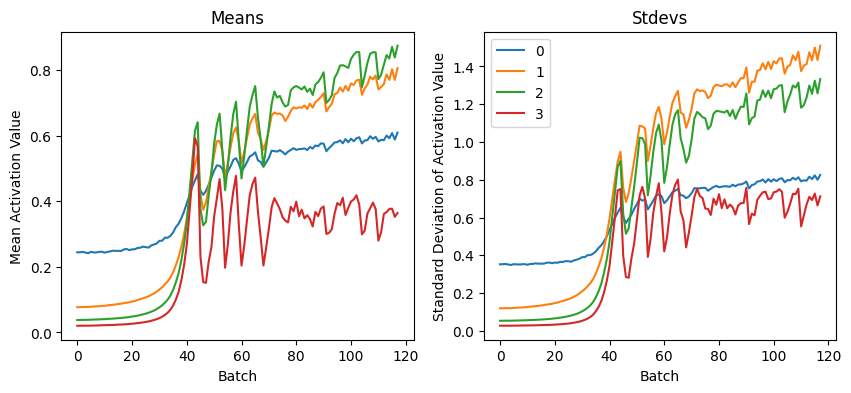 Means
Mean Activation Value
0.8
0.6
0.4
0.2
0.0
0 20 40 60 80 100 120
Batch
Stdevs
Standard Deviation of Activation Value
1.4
1.2
1.0
0.8
0.6
0.4
0.2
0.0
0
1
2
3
0 20 40 60 80 100 120
Batch